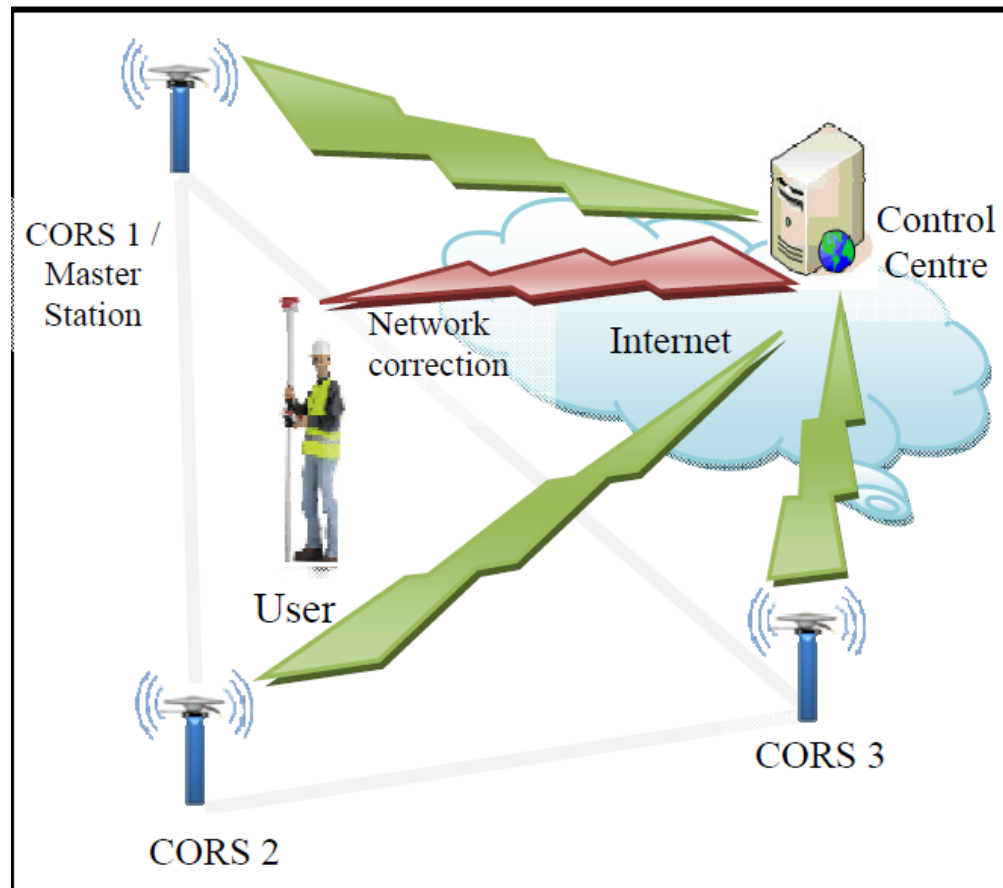 CORS 1 /
Master
Station
Control
Centre
Network
correction
Internet
User
CORS 3
CORS 2